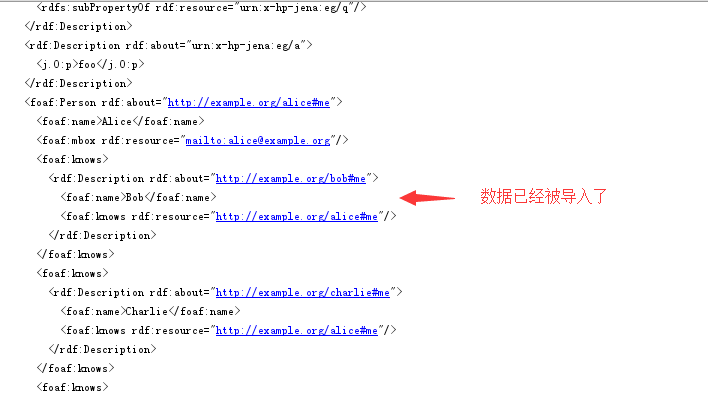 <rdfs:subPropertyOf rdf:resource="urn:x-hp-jena:eg/q"/>
</rdf:Description>
<rdf:Description rdf:about="urn:x-hp-jena:eg/a">
<j.0:p>foo</j.0:p>
</rdf:Description>
<foaf:Person rdf:about="http://example.org/alice#me">
<foaf:name>Alice</foaf:name>
<foaf:mbox rdf:resource="mailto:alice@example.org"/>
<foaf:knows>
<rdf:Description rdf:about="http://example.org/bob#me">
<foaf:name>Bob</foaf:name>
数据已经被导入了
<foaf:knows rdf:resource="http://example.org/alice#me"/>
</rdf:Description>
</foaf:knows>
<foaf:knows>
<rdf:Description rdf:about="http://example.org/charlie#me">
<foaf:name>Charlie</foaf:name>
<foaf:knows rdf:resource="http://example.org/alice#me"/>
</rdf:Description>
</foaf:knows>
<foaf:knows>